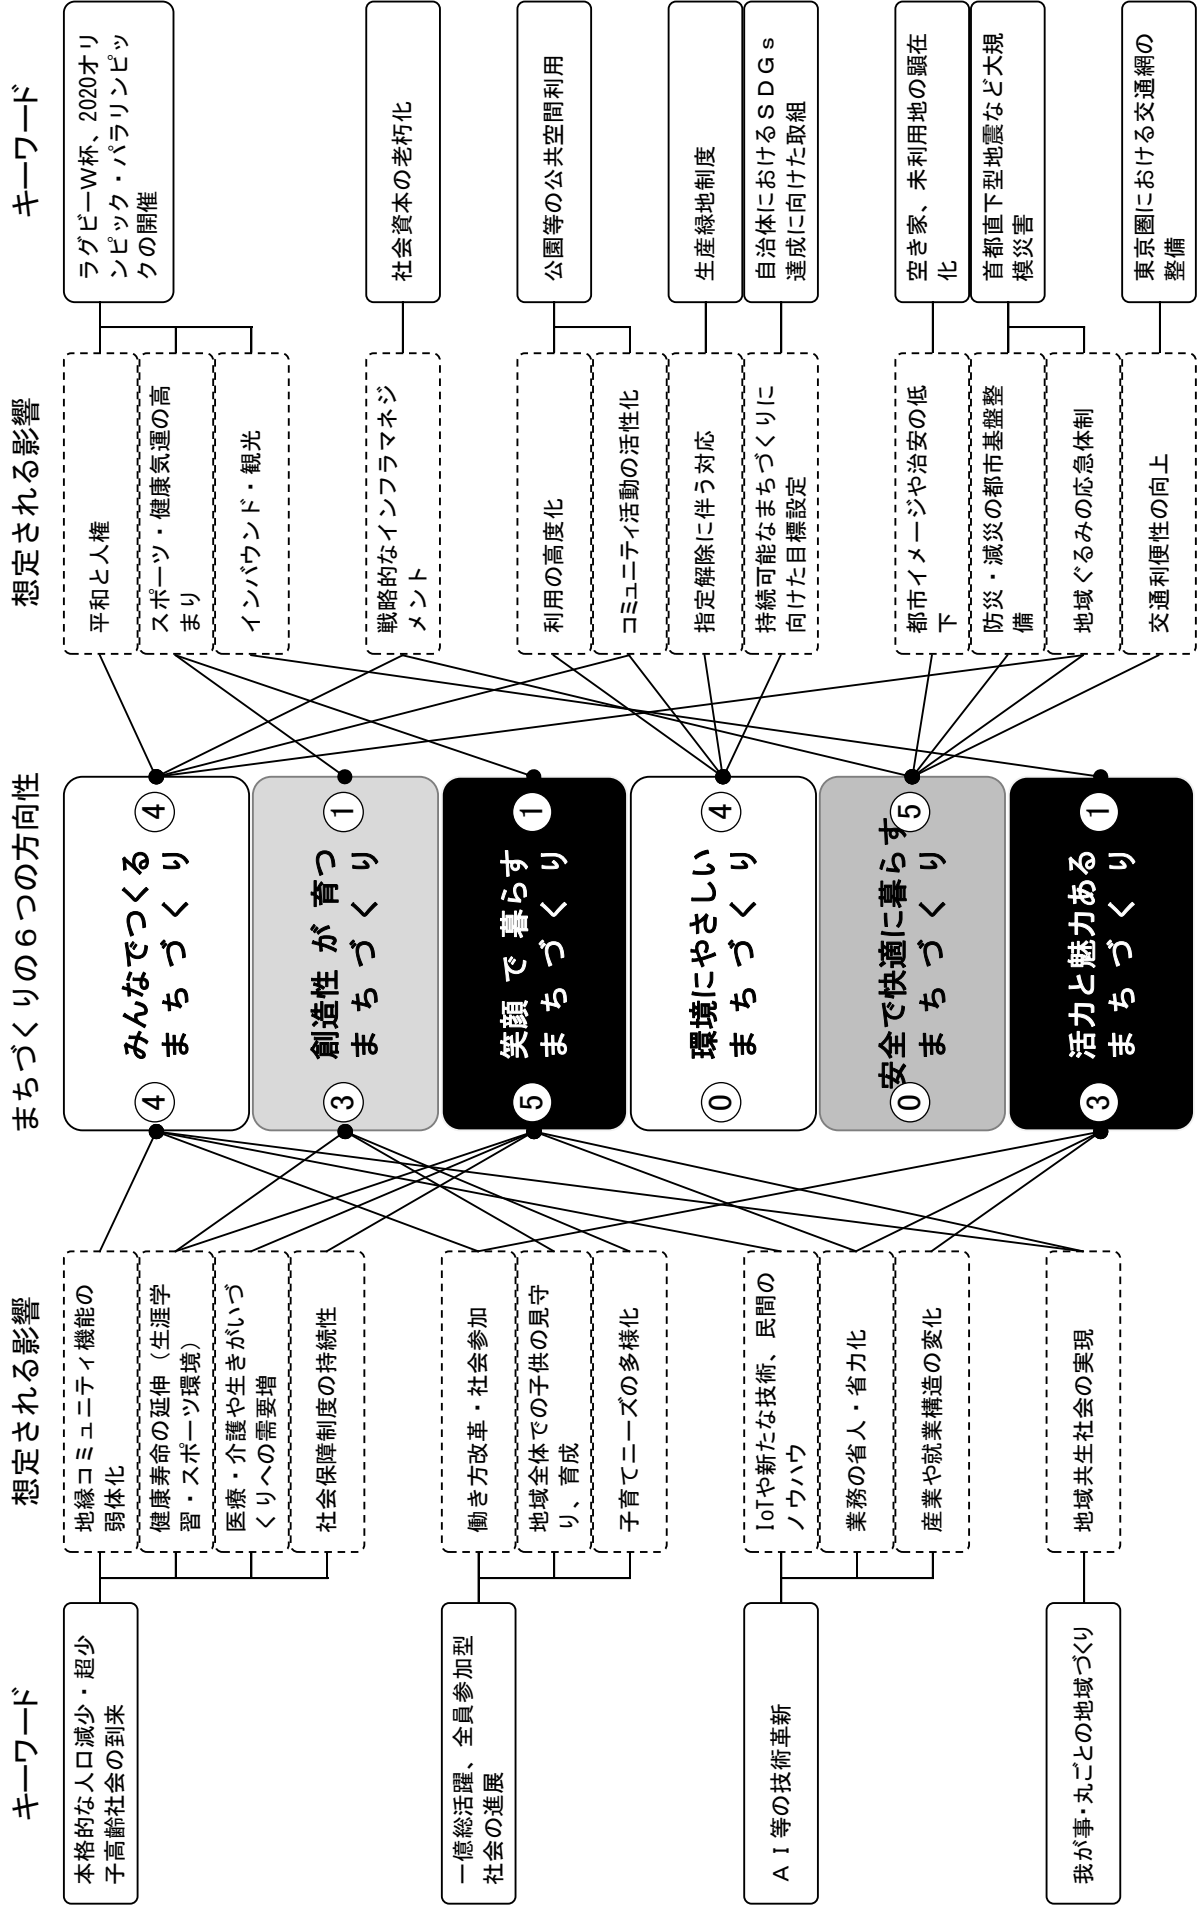 キーワード
想定される影響
まちづくりの６つの方向性
想定される影響
キーワード
本格的な人口減少・超少
子高齢社会の到来
一億総活躍、全員参加型
社会の進展
ＡＩ等の技術革新
我が事・丸ごとの地域づくり
地縁コミュニティ機能の
弱体化
健康寿命の延伸（生涯学
習・スポーツ環境）
医療・介護や生きがいづ
くりへの需要増
社会保障制度の持続性
働き方改革・社会参加
地域全体での子供の見守
り、育成
子育てニーズの多様化
IoTや新たな技術、民間の
ノウハウ
業務の省人・省力化
産業や就業構造の変化
地域共生社会の実現
4
みんなでつくる
まちづくり
4
3
創造性が育つ
まちづくり
1
5
笑顔で暮らす
まちづくり
1
0
環境にやさしい
まちづくり
4
0
安全で快適に暮らす
まちづくり
5
3
活力と魅力ある
まちづくり
1
平和と人権
スポーツ・健康気運の高
まり
インバウンド・観光
戦略的なインフラマネジ
メント
利用の高度化
コミュニティ活動の活性化
指定解除に伴う対応
持続可能なまちづくりに
向けた目標設定
都市イメージや治安の低
下
防災・減災の都市基盤整
備
地域ぐるみの応急体制
交通利便性の向上
ラグビーW杯、2020オリ
ンピック・パラリンピッ
クの開催
社会資本の老朽化
公園等の公共空間利用
生産緑地制度
自治体におけるＳＤＧｓ
達成に向けた取組
空き家、未利用地の顕在
化
首都直下型地震など大規
模災害
東京圏における交通網の
整備